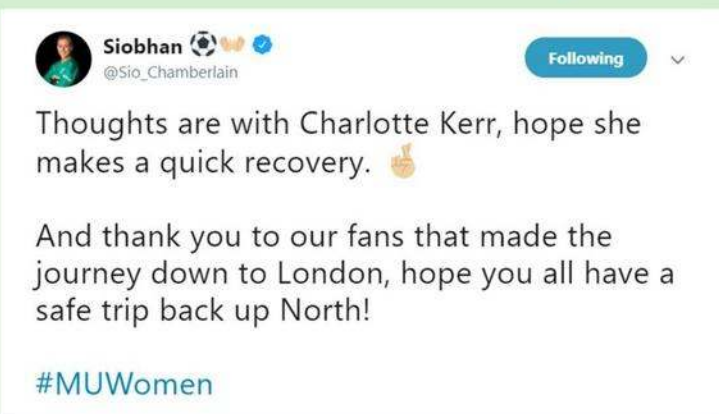 Siobhan ⚽👐🏼
@Sio_Chamberlain
Following
Thoughts are with Charlotte Kerr, hope she
makes a quick recovery. 🤞🏼
And thank you to our fans that made the
journey down to London, hope you all have a
safe trip back up North!
#MUWomen